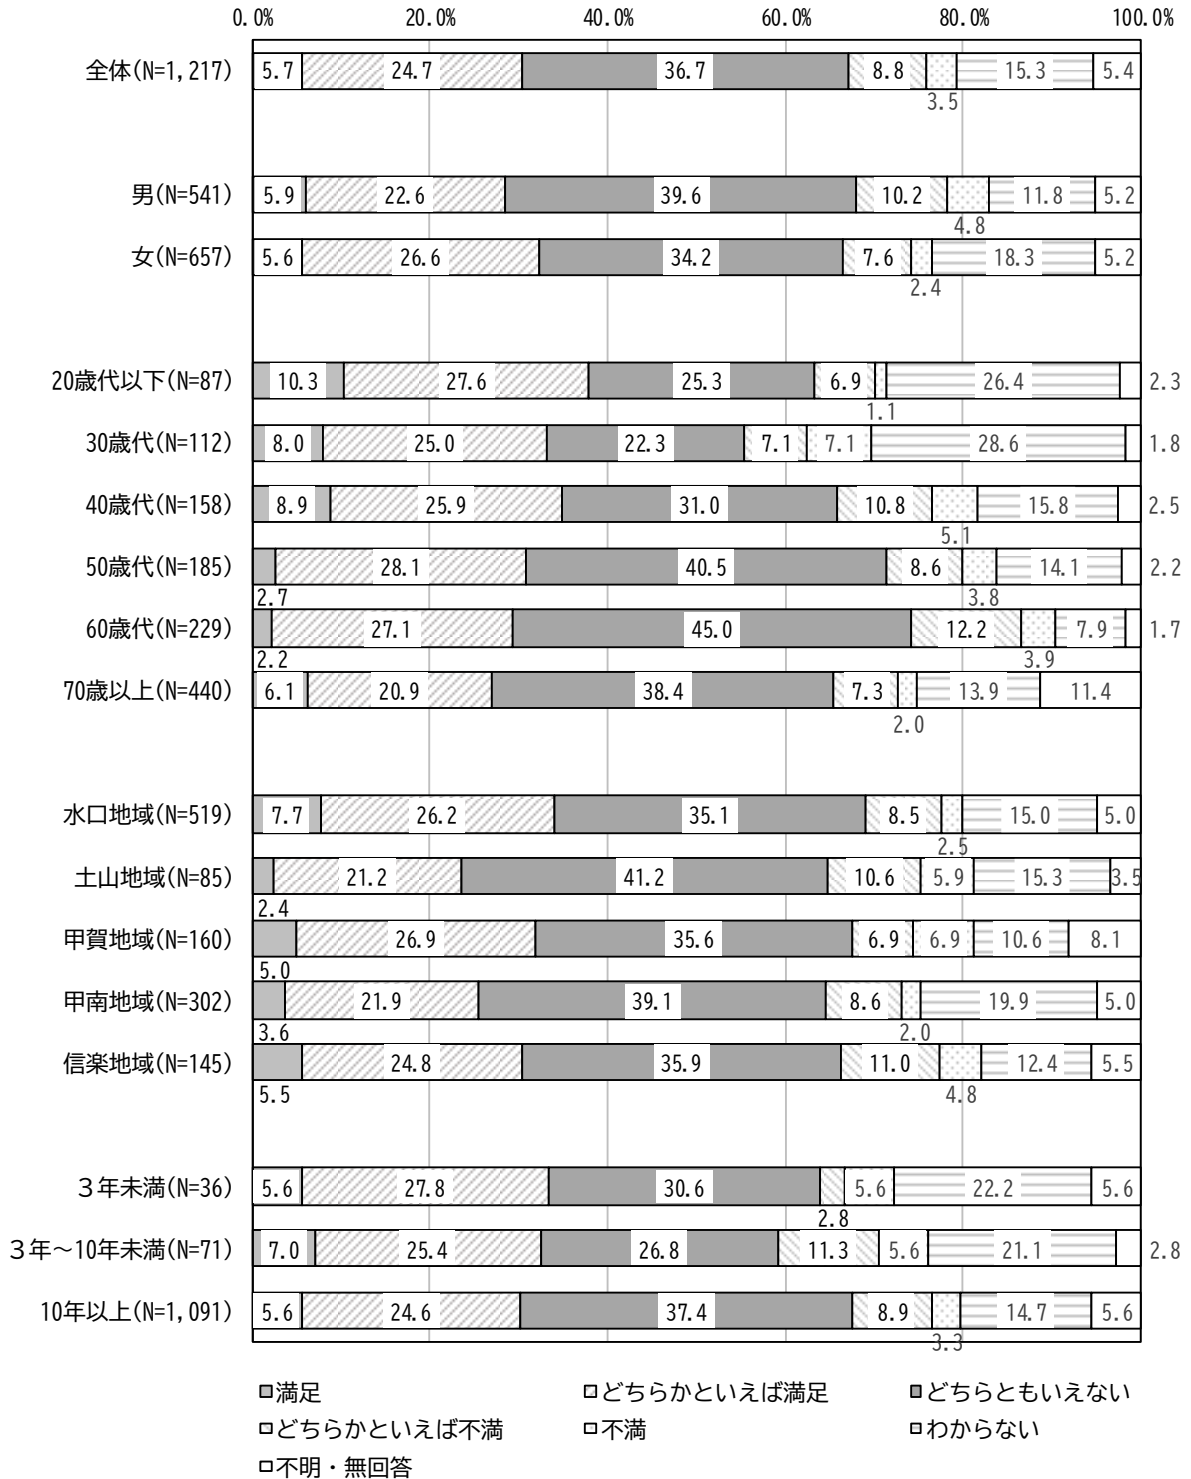 0.0% 20.0% 40.0% 60.0% 80.0% 100.0%
全体(N=1,217) 5.7 24.7 36.7 8.8 15.3 5.4
3.5
男(N=541) 5.9 22.6 39.6 10.2 11.8 5.2
4.8
女(N=657) 5.6 26.6 34.2 7.6 18.3 5.2
2.4
20歳代以下(N=87) 10.3 27.6 25.3 6.9 26.4 2.3
1.1
30歳代(N=112) 8.0 25.0 22.3 7.1 7.1 28.6 1.8
40歳代(N=158) 8.9 25.9 31.0 10.8 15.8 2.5
5.1
50歳代(N=185) 28.1 40.5 8.6 14.1 2.2
2.7 3.8
60歳代(N=229) 27.1 45.0 12.2 7.9 1.7
2.2 3.9
70歳以上(N=440) 6.1 20.9 38.4 7.3 13.9 11.4
2.0
水口地域(N=519) 7.7 26.2 35.1 8.5 15.0 5.0
2.5
土山地域(N=85) 21.2 41.2 10.6 5.9 15.3 3.5
2.4
甲賀地域(N=160) 26.9 35.6 6.9 6.9 10.6 8.1
5.0
甲南地域(N=302) 21.9 39.1 8.6 19.9 5.0
3.6 2.0
信楽地域(N=145) 24.8 35.9 11.0 12.4 5.5
5.5 4.8
３年未満(N=36) 5.6 27.8 30.6 5.6 22.2 5.6
2.8
３年～10年未満(N=71) 7.0 25.4 26.8 11.3 5.6 21.1 2.8
10年以上(N=1,091) 5.6 24.6 37.4 8.9 14.7 5.6
3.3
満足 どちらかといえば満足 どちらともいえない
どちらかといえば不満 不満 わからない
不明・無回答